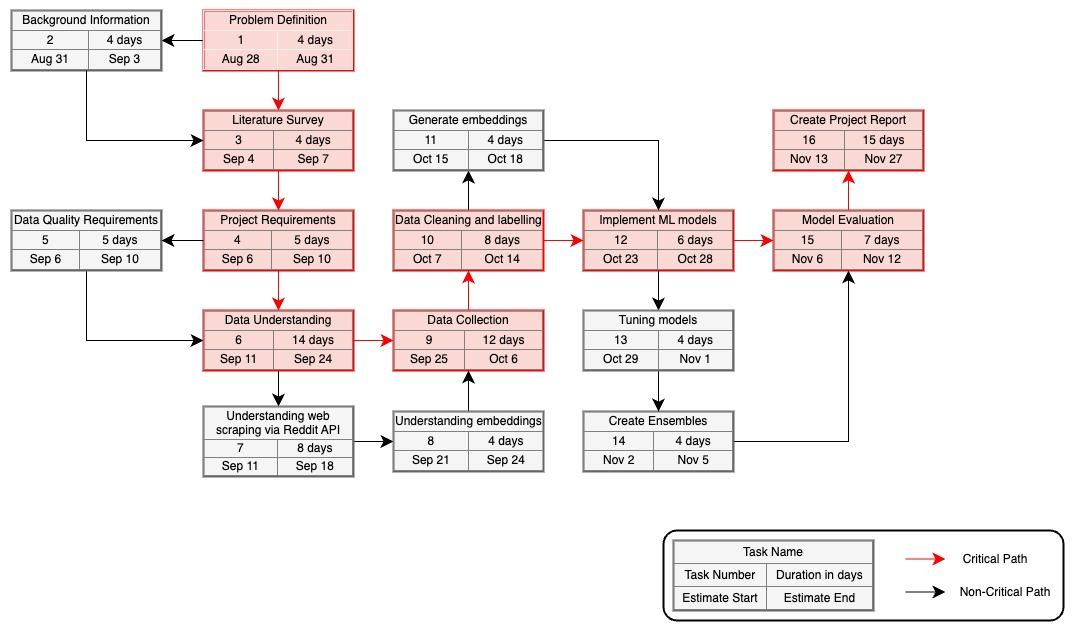 Background Information
2 4 days
Aug 31 Sep 3
Problem Definition
1 4 days
Aug 28 Aug 31
Literature Survey
3 4 days
Sep 4 Sep 7
Generate embeddings
11 4 days
Oct 15 Oct 18
Create Project Report
16 15 days
Nov 13 Nov 27
Data Quality Requirements
5 5 days
Sep 6 Sep 10
Project Requirements
4 5 days
Sep 6 Sep 10
Data Cleaning and labelling
10 8 days
Oct 7 Oct 14
Implement ML models
12 6 days
Oct 23 Oct 28
Model Evaluation
15 7 days
Nov 6 Nov 12
Data Understanding
6 14 days
Sep 11 Sep 24
Data Collection
9 12 days
Sep 25 Oct 6
Tuning models
13 4 days
Oct 29 Nov 1
Understanding web
scraping via Reddit API
7 8 days
Sep 11 Sep 18
Understanding embeddings
8 4 days
Sep 21 Sep 24
Create Ensembles
14 4 days
Nov 2 Nov 5
Task Name
Task Number Duration in days
Estimate Start Estimate End
Critical Path
Non-Critical Path